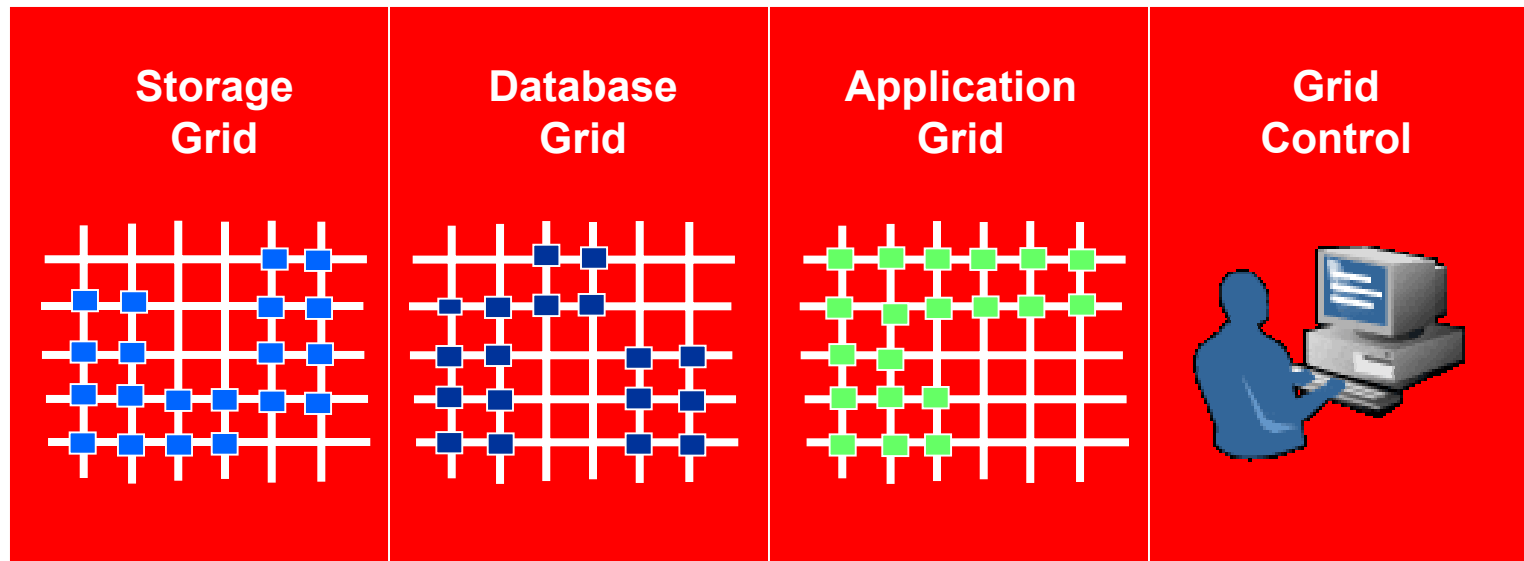 Storage
Grid
Database
Grid
Application
Grid
Grid
Control